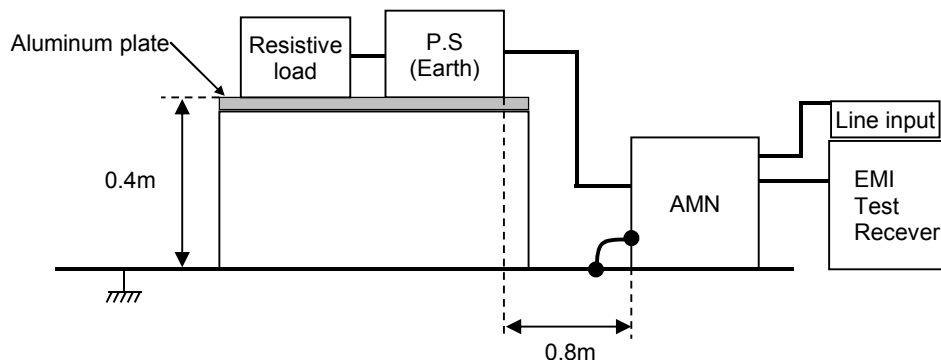 Aluminum plate
Resistive
load
P.S
(Earth)
Line input
0.4m
AMN
EMI
Test
Recever
0.8m